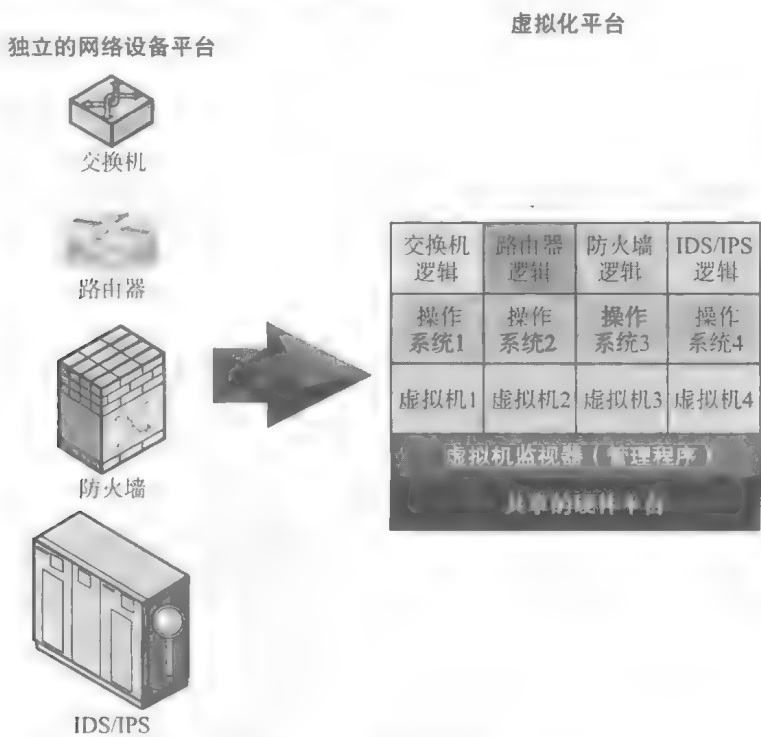 独立的网络设备平台
虚拟化平台
交换机
路由器
防火墙
IDS/IPS
交换机
逻辑
路由器
逻辑
防火墙
逻辑
IDS/IPS
逻辑
操作
系统1
操作
系统2
操作
系统3
操作
系统4
虚拟机1
虚拟机2
虚拟机3
虚拟机4
虚拟机监视器（管理程序）
共享的硬件平台